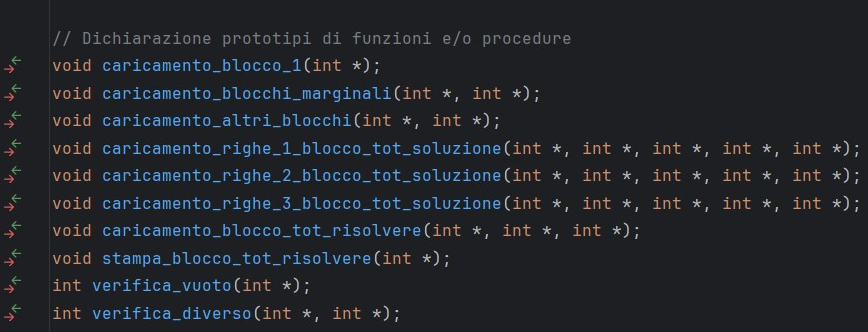 // Dichiarazione prototipi di funzioni e/o procedure
void caricamento_blocco_1(int *);
void caricamento_blocchi_marginali(int *, int *);
void caricamento_altri_blocchi(int *, int *);
void caricamento_righe_1_blocco_tot_soluzione(int *, int *, int *, int *, int *);
void caricamento_righe_2_blocco_tot_soluzione(int *, int *, int *, int *, int *);
void caricamento_righe_3_blocco_tot_soluzione(int *, int *, int *, int *, int *);
void caricamento_blocco_tot_risolvere(int *, int *, int *);
void stampa_blocco_tot_risolvere(int *);
int verifica_vuoto(int *);
int verifica_diverso(int *, int *);